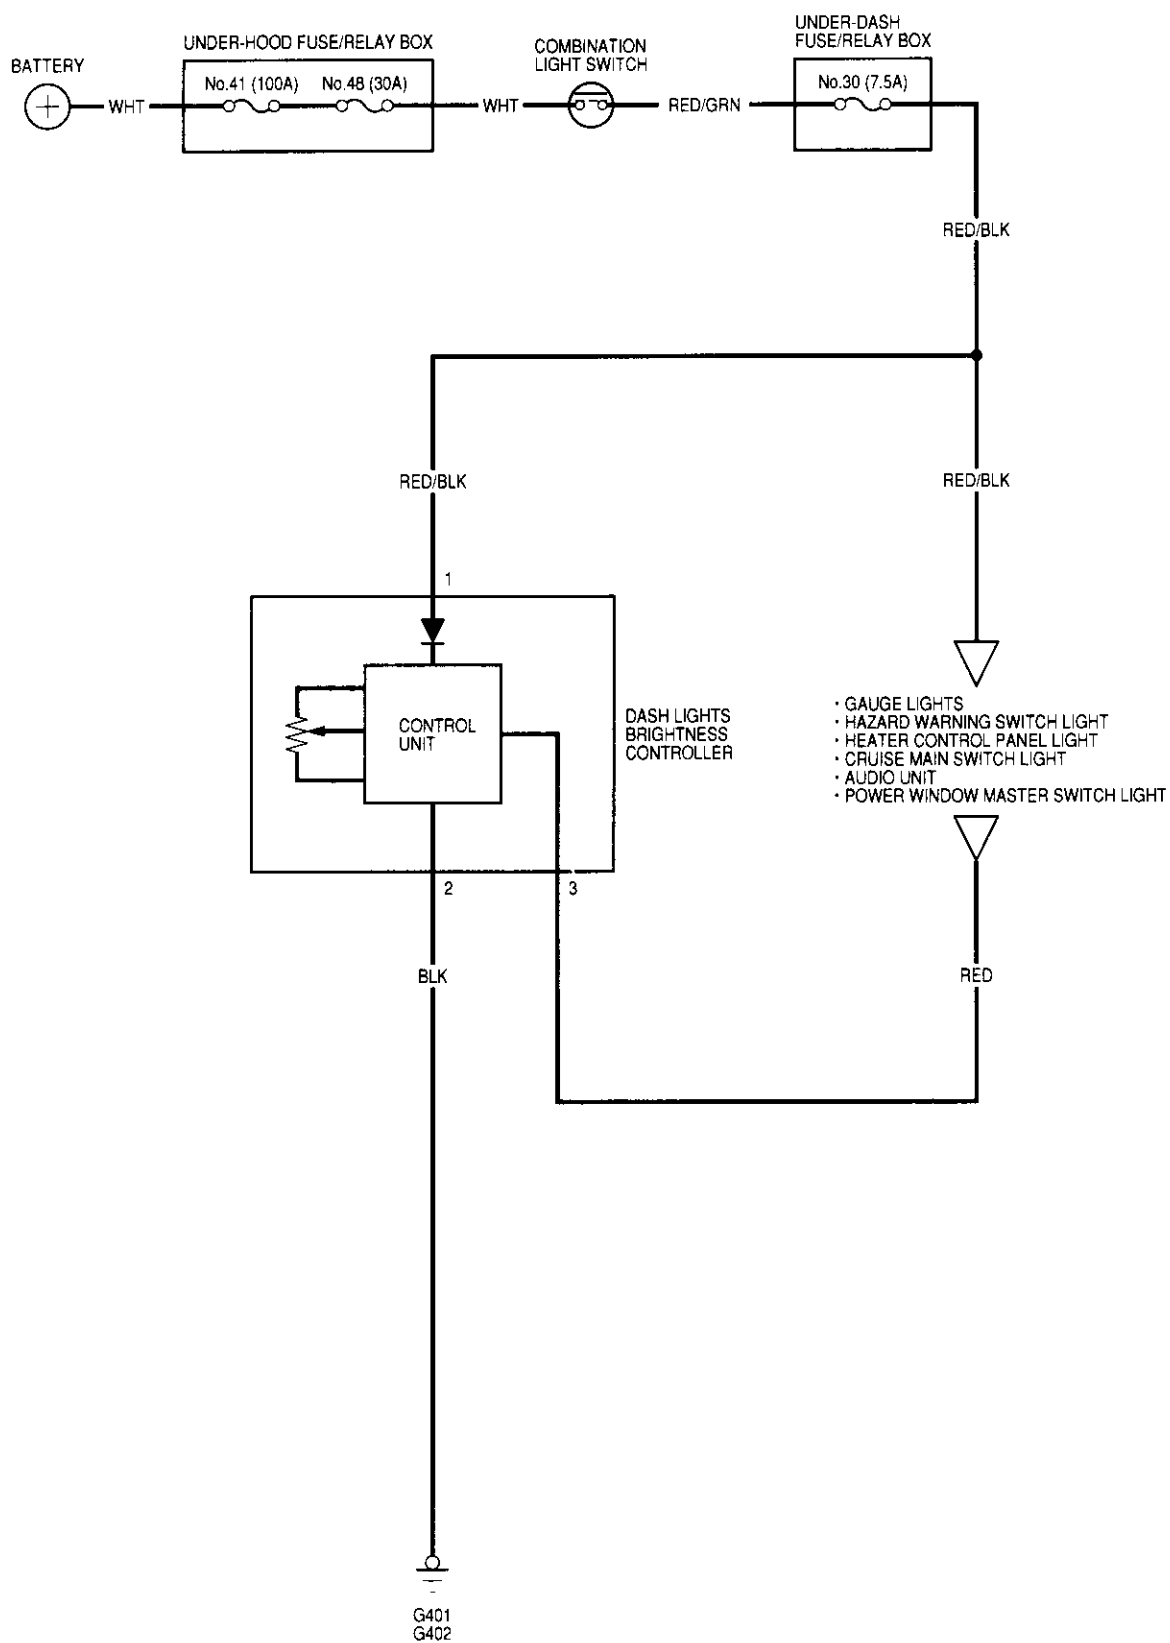 UNDER-DASH
FUSE/RELAY BOX
UNDER-HOOD FUSE/RELAY BOX
COMBINATION
LIGHT SWITCH
BATTERY
No.41 (100A)
No.48 (30A)
No.30 (7.5A)
WHT
WHT
RED/GRN
RED/BLK
RED/BLK
RED/BLK
1
CONTROL
UNIT
DASH LIGHTS
BRIGHTNESS
CONTROLLER
· GAUGE LIGHTS
· HAZARD WARNING SWITCH LIGHT
· HEATER CONTROL PANEL LIGHT
· CRUISE MAIN SWITCH LIGHT
· AUDIO UNIT
· POWER WINDOW MASTER SWITCH LIGHT
2
3
BLK
RED
G401
G402